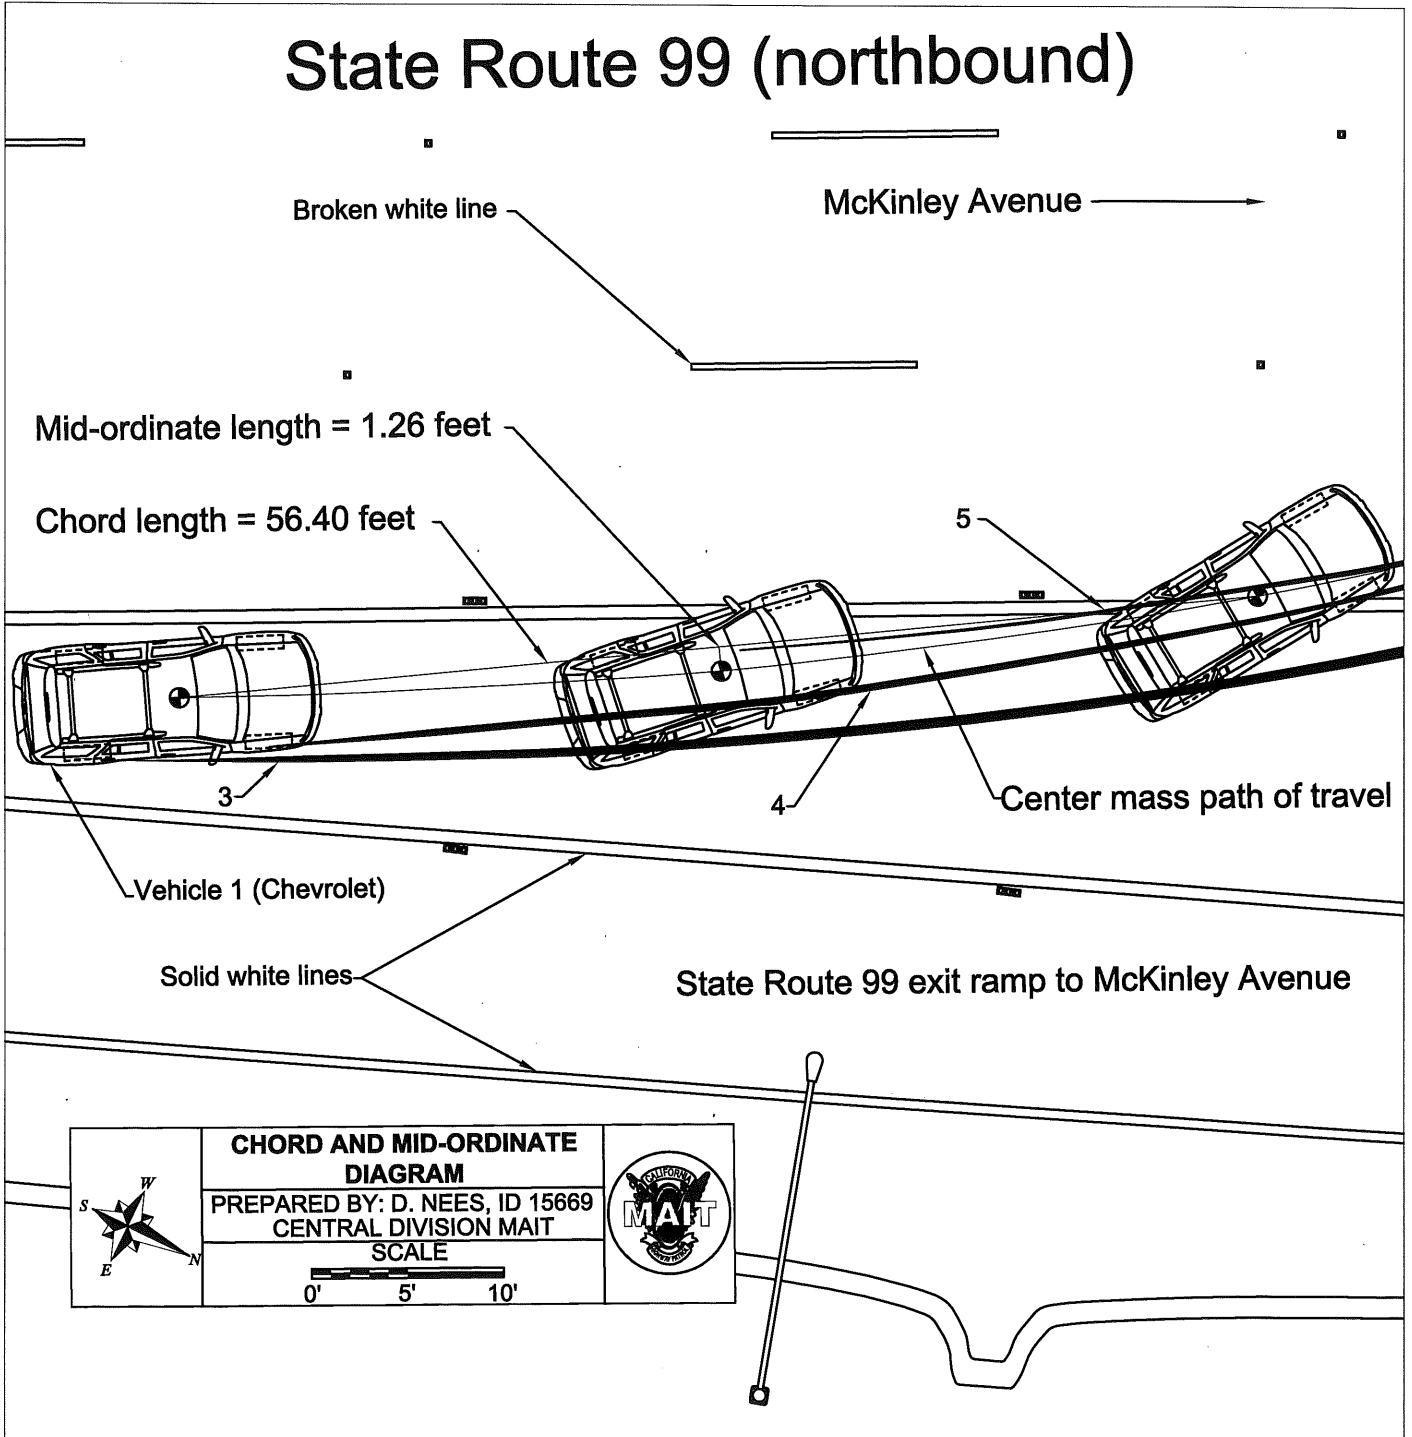 State Route 99 (northbound)
Broken white line
McKinley Avenue
Mid-ordinate length = 1.26 feet
Chord length = 56.40 feet
5
3
4
Center mass path of travel
Vehicle 1 (Chevrolet)
Solid white lines
State Route 99 exit ramp to McKinley Avenue
W
S
E
N
CHORD AND MID-ORDINATE
DIAGRAM
PREPARED BY: D. NEES, ID 15669
CENTRAL DIVISION MAIT
SCALE
0' 5' 10'
CALIFORNIA
MAIT
HIGHWAY PATROL